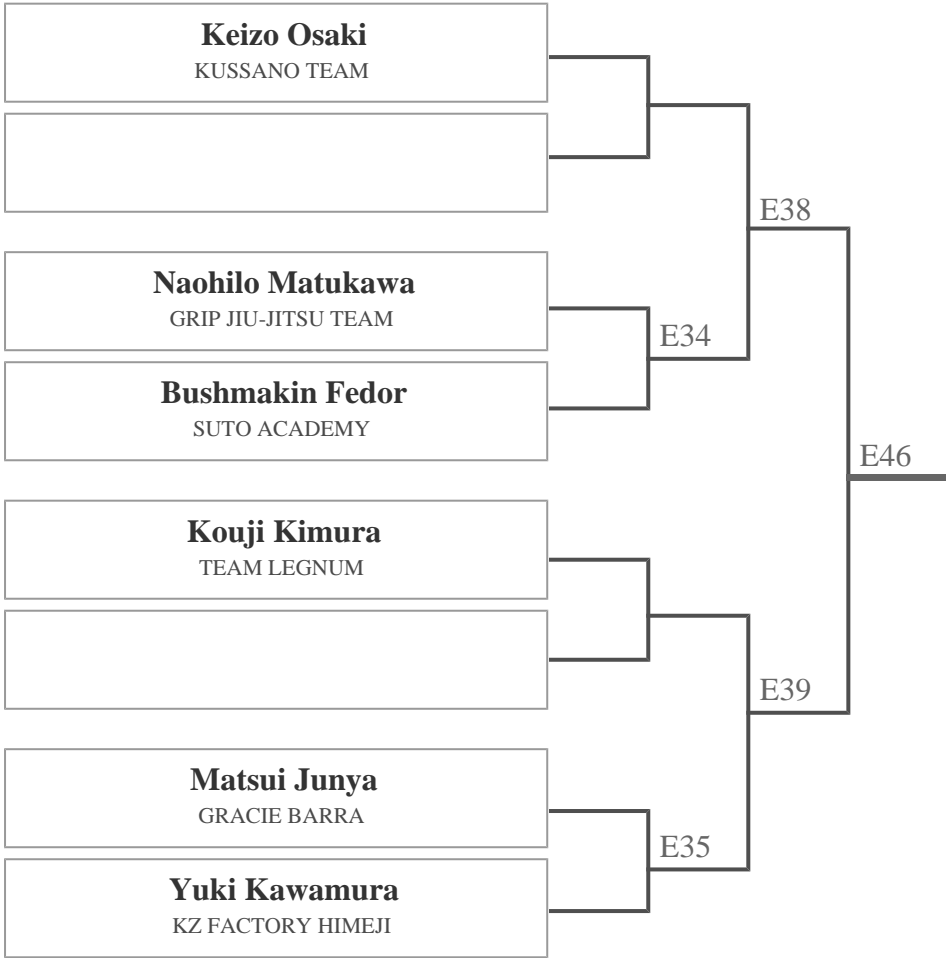 Keizo Osaki
KUSSANO TEAM
E38
Naohilo Matukawa
GRIP JIU-JITSU TEAM
E34
Bushmakin Fedor
SUTO ACADEMY
E46
Kouji Kimura
TEAM LEGNUM
E39
Matsui Junya
GRACIE BARRA
E35
Yuki Kawamura
KZ FACTORY HIMEJI